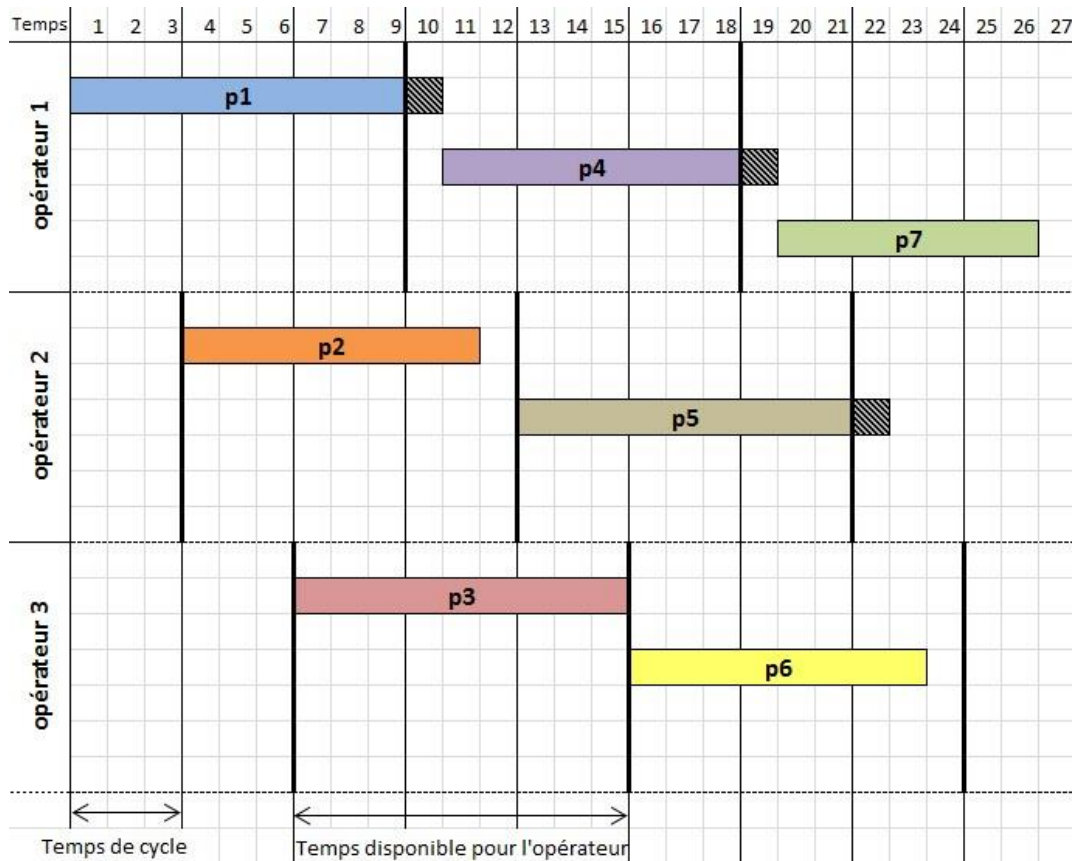 Temps 1 2 3 4 5 6 7 8 9 10 11 12 13 14 15 16 17 18 19 20 21 22 23 24 25 26 27
opérateur 1
p1
p4
p7
opérateur 2
p2
p5
opérateur 3
p3
p6
Temps de cycle
Temps disponible pour l'opérateur